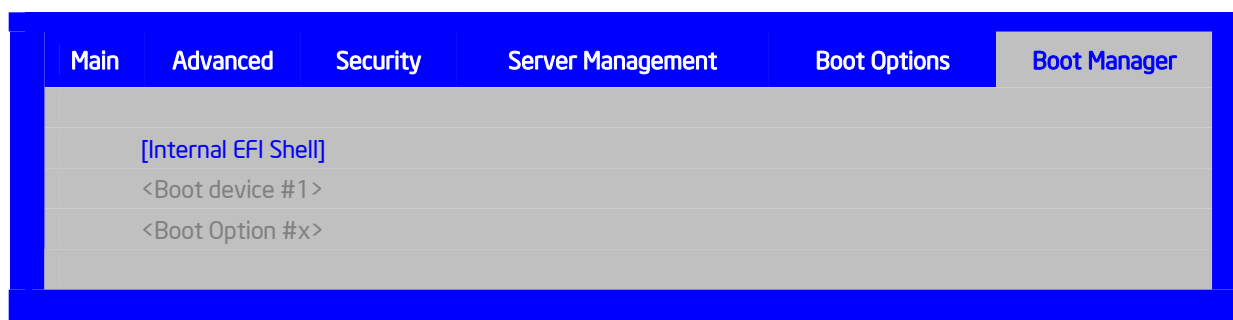 Main Advanced Security Server Management Boot Options Boot Manager
[Internal EFI Shell]
<Boot device #1>
<Boot Option #x>